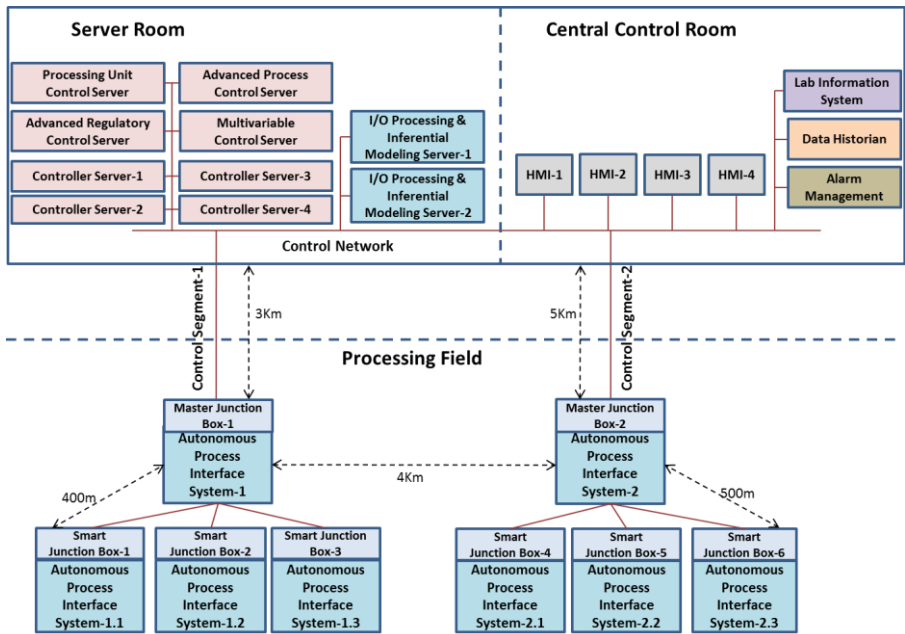 Server Room
Processing Unit
Control Server
Advanced Process
Control Server
Advanced Regulatory
Control Server
Multivariable
Control Server
Controller Server-1
Controller Server-3
Controller Server-2
Controller Server-4
I/O Processing &
Inferential
Modeling Server-1
I/O Processing &
Inferential
Modeling Server-2
Control Network
Central Control Room
HMI-1
HMI-2
HMI-3
HMI-4
Lab Information
System
Data Historian
Alarm
Management
Control Segment-1
3Km
5Km
Control Segment-2
Processing Field
Master Junction
Box-1
Autonomous
Process
Interface
System-1
Master Junction
Box-2
Autonomous
Process
Interface
System-2
400m
4Km
500m
Smart
Junction Box-1
Autonomous
Process
Interface
System-1.1
Smart
Junction Box-2
Autonomous
Process
Interface
System-1.2
Smart Junction
Box-3
Autonomous
Process
Interface
System-1.3
Smart
Junction Box-4
Autonomous
Process
Interface
System-2.1
Smart
Junction Box-5
Autonomous
Process
Interface
System-2.2
Smart
Junction Box-6
Autonomous
Process
Interface
System-2.3